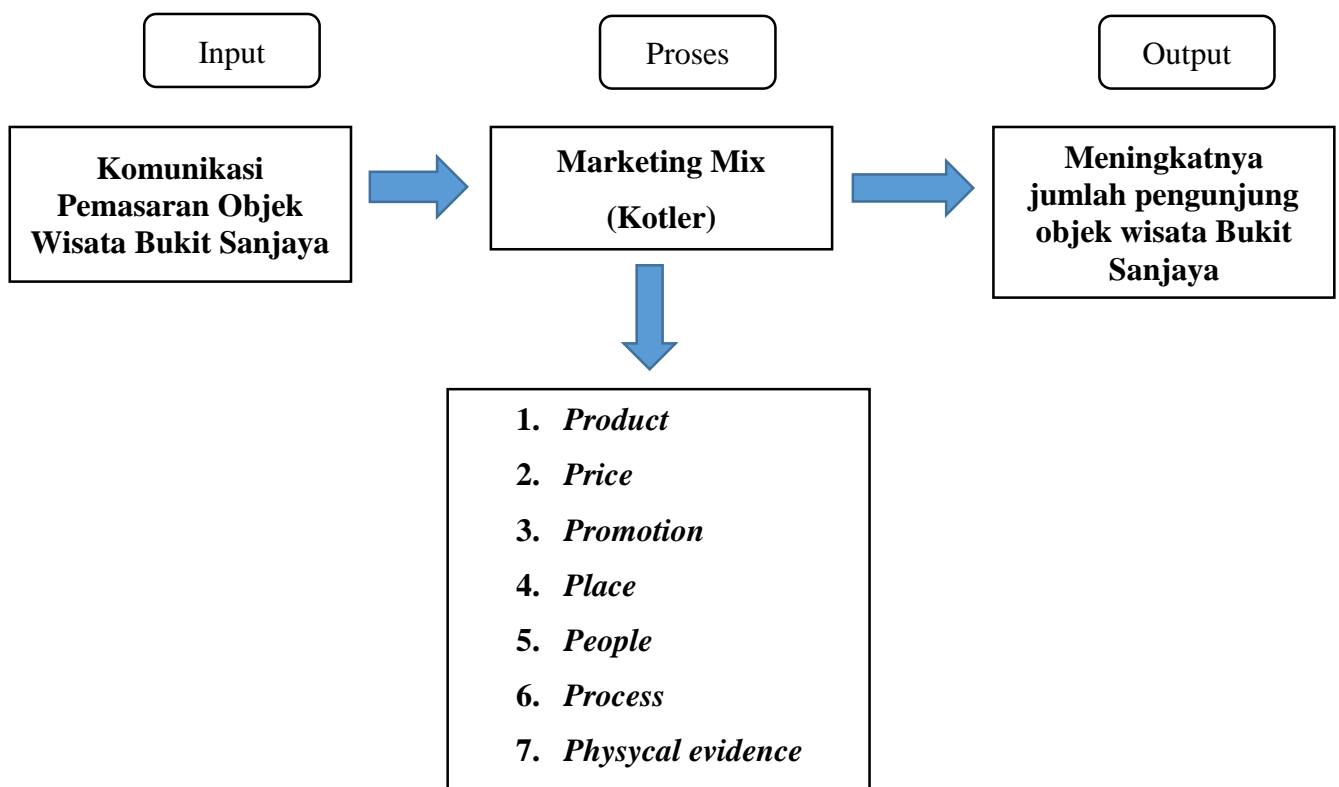 Input
Proses
Output
Komunikasi
Pemasaran Objek
Wisata Bukit Sanjaya
Marketing Mix
(Kotler)
Meningkatnya
jumlah pengunjung
objek wisata Bukit
Sanjaya
1. Product
2. Price
3. Promotion
4. Place
5. People
6. Process
7. Physycal evidence